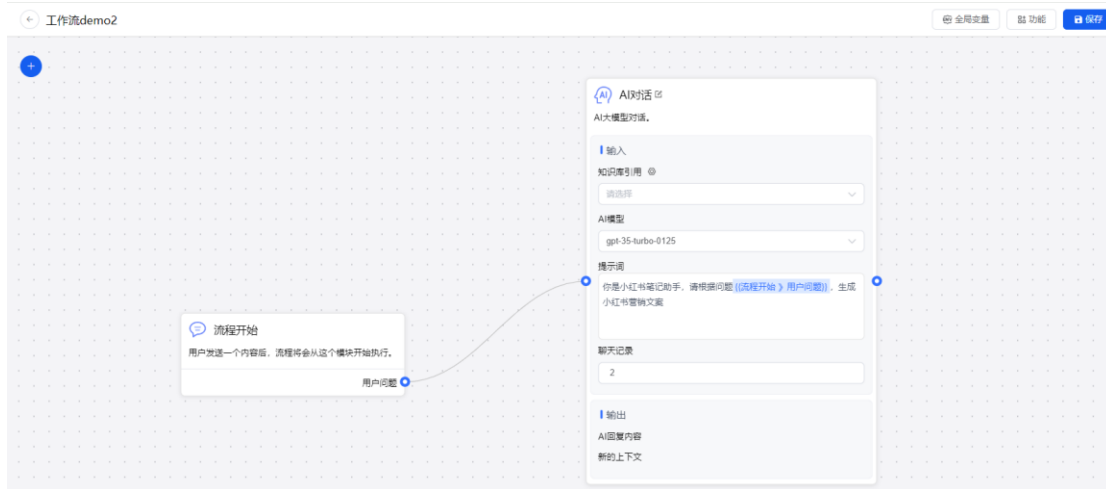 工作流demo2
全局变量
功能
保存
AI对话
AI大模型对话。
输入
知识库引用
请选择
AI模型
gpt-35-turbo-0125
提示词
你是小红书笔记助手、请根据问题{{流程开始 》 用户问题}}、生成
小红书营销文案
流程开始
用户发送一个内容后、流程将会从这个模块开始执行。
用户问题
聊天记录
2
输出
AI回复内容
新的上下文